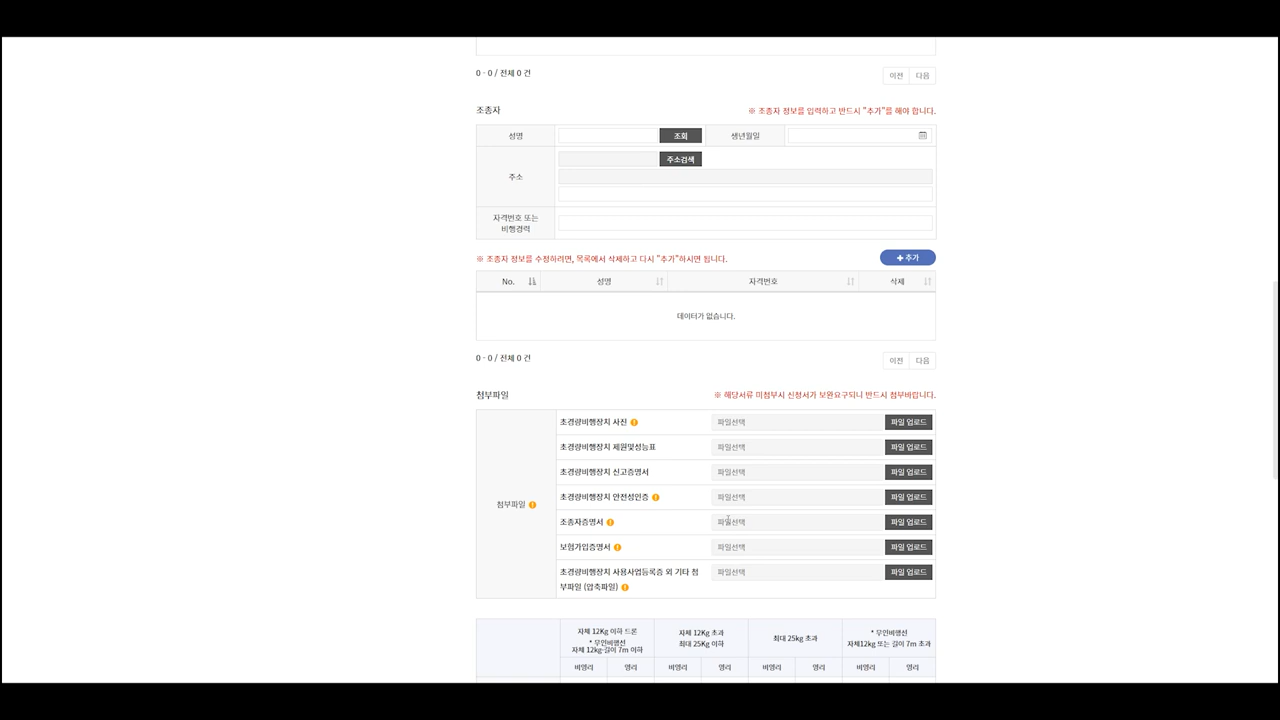 0 - 0 / 전체 0 건
이전 다음
조종자
※ 조종자 정보를 입력하고 반드시 "추가"를 해야 합니다.
성명 조회 생년월일
주소 주소검색
자격번호 또는
비행경력
※ 조종자 정보를 수정하려면, 목록에서 삭제하고 다시 "추가"하시면 됩니다.
+ 추가
No. 성명 자격번호 삭제
데이터가 없습니다.
0 - 0 / 전체 0 건
이전 다음
첨부파일
※ 해당서류 미첨부시 신청서가 보완요구되니 반드시 첨부바랍니다.
첨부파일
초경량비행장치 사진 파일선택 파일 업로드
초경량비행장치 제원및성능표 파일선택 파일 업로드
초경량비행장치 신고증명서 파일선택 파일 업로드
초경량비행장치 안전성인증 파일선택 파일 업로드
조종자증명서 파일선택 파일 업로드
보험가입증명서 파일선택 파일 업로드
초경량비행장치 사용사업등록증 외 기타 첨
부파일 (압축파일) 파일선택 파일 업로드
자체 12Kg 이하 드론
* 무인비행선
자체 12kg·길이 7m 이하
자체 12Kg 초과
최대 25Kg 이하
최대 25kg 초과
* 무인비행선
자체12kg 또는 길이 7m 초과
비영리 영리 비영리 영리 비영리 영리 비영리 영리